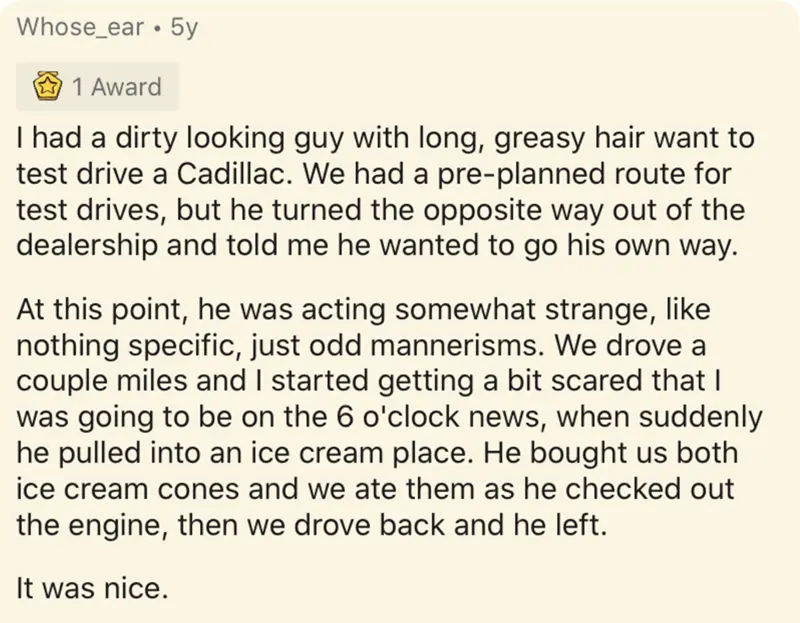 Whose_ear • 5y
1 Award
I had a dirty looking guy with long, greasy hair want to
test drive a Cadillac. We had a pre-planned route for
test drives, but he turned the opposite way out of the
dealership and told me he wanted to go his own way.
At this point, he was acting somewhat strange, like
nothing specific, just odd mannerisms. We drove a
couple miles and I started getting a bit scared that I
was going to be on the 6 o'clock news, when suddenly
he pulled into an ice cream place. He bought us both
ice cream cones and we ate them as he checked out
the engine, then we drove back and he left.
It was nice.